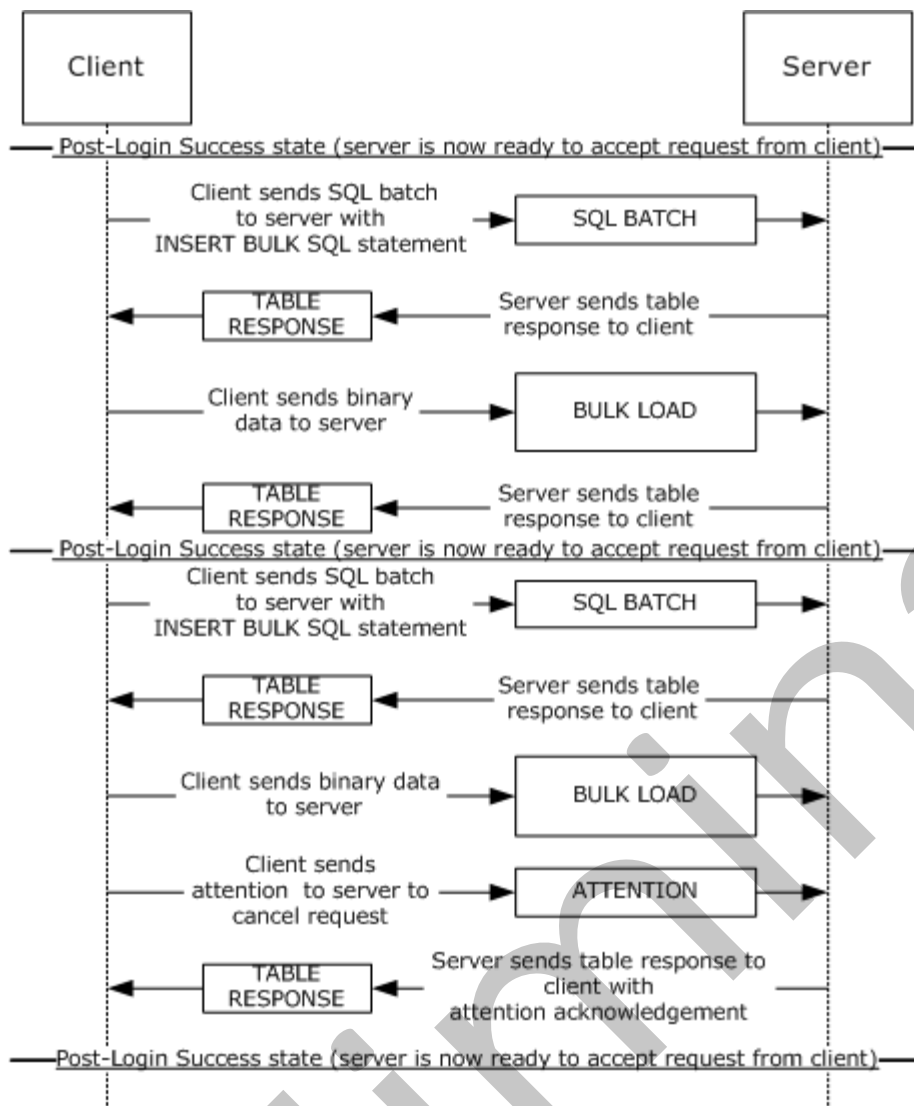 Client
Server
Post-Login Success state (server is now ready to accept request from client)
Client sends SQL batch
to server with
INSERT BULK SQL statement
SQL BATCH
TABLE
RESPONSE
Server sends table
response to client
Client sends binary
data to server
BULK LOAD
TABLE
RESPONSE
Server sends table
response to client
Post-Login Success state (server is now ready to accept request from client)
Client sends SQL batch
to server with
INSERT BULK SQL statement
SQL BATCH
TABLE
RESPONSE
Server sends table
response to client
Client sends binary data
to server
BULK LOAD
Client sends
attention to server to
cancel request
ATTENTION
TABLE
RESPONSE
Server sends table response to
client with
attention acknowledgement
Post-Login Success state (server is now ready to accept request from client)